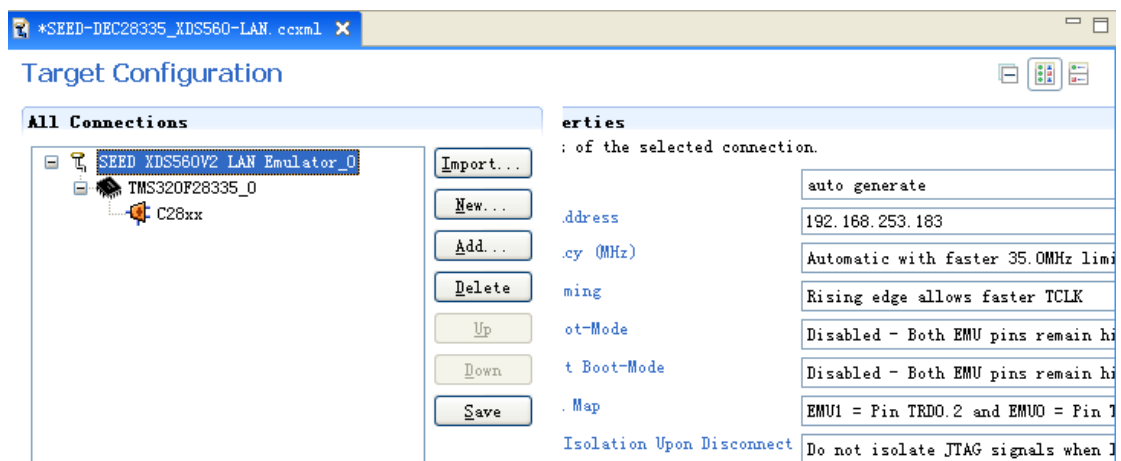 *SEED-DEC28335_XDS560-LAN.ccxml
Target Configuration
All Connections
SEED XDS560V2 LAN Emulator_0
TMS320F28335_0
C28xx
Import...
New...
Add...
Delete
Up
Down
Save
erties
: of the selected connection.
auto generate
ddress 192.168.253.183
cy (MHz) Automatic with faster 35.0MHz limi
ming Rising edge allows faster TCLK
ot-Mode Disabled - Both EMU pins remain hi
t Boot-Mode Disabled - Both EMU pins remain hi
. Map EMU1 = Pin TRD0.2 and EMU0 = Pin T
Isolation Upon Disconnect Do not isolate JTAG signals when